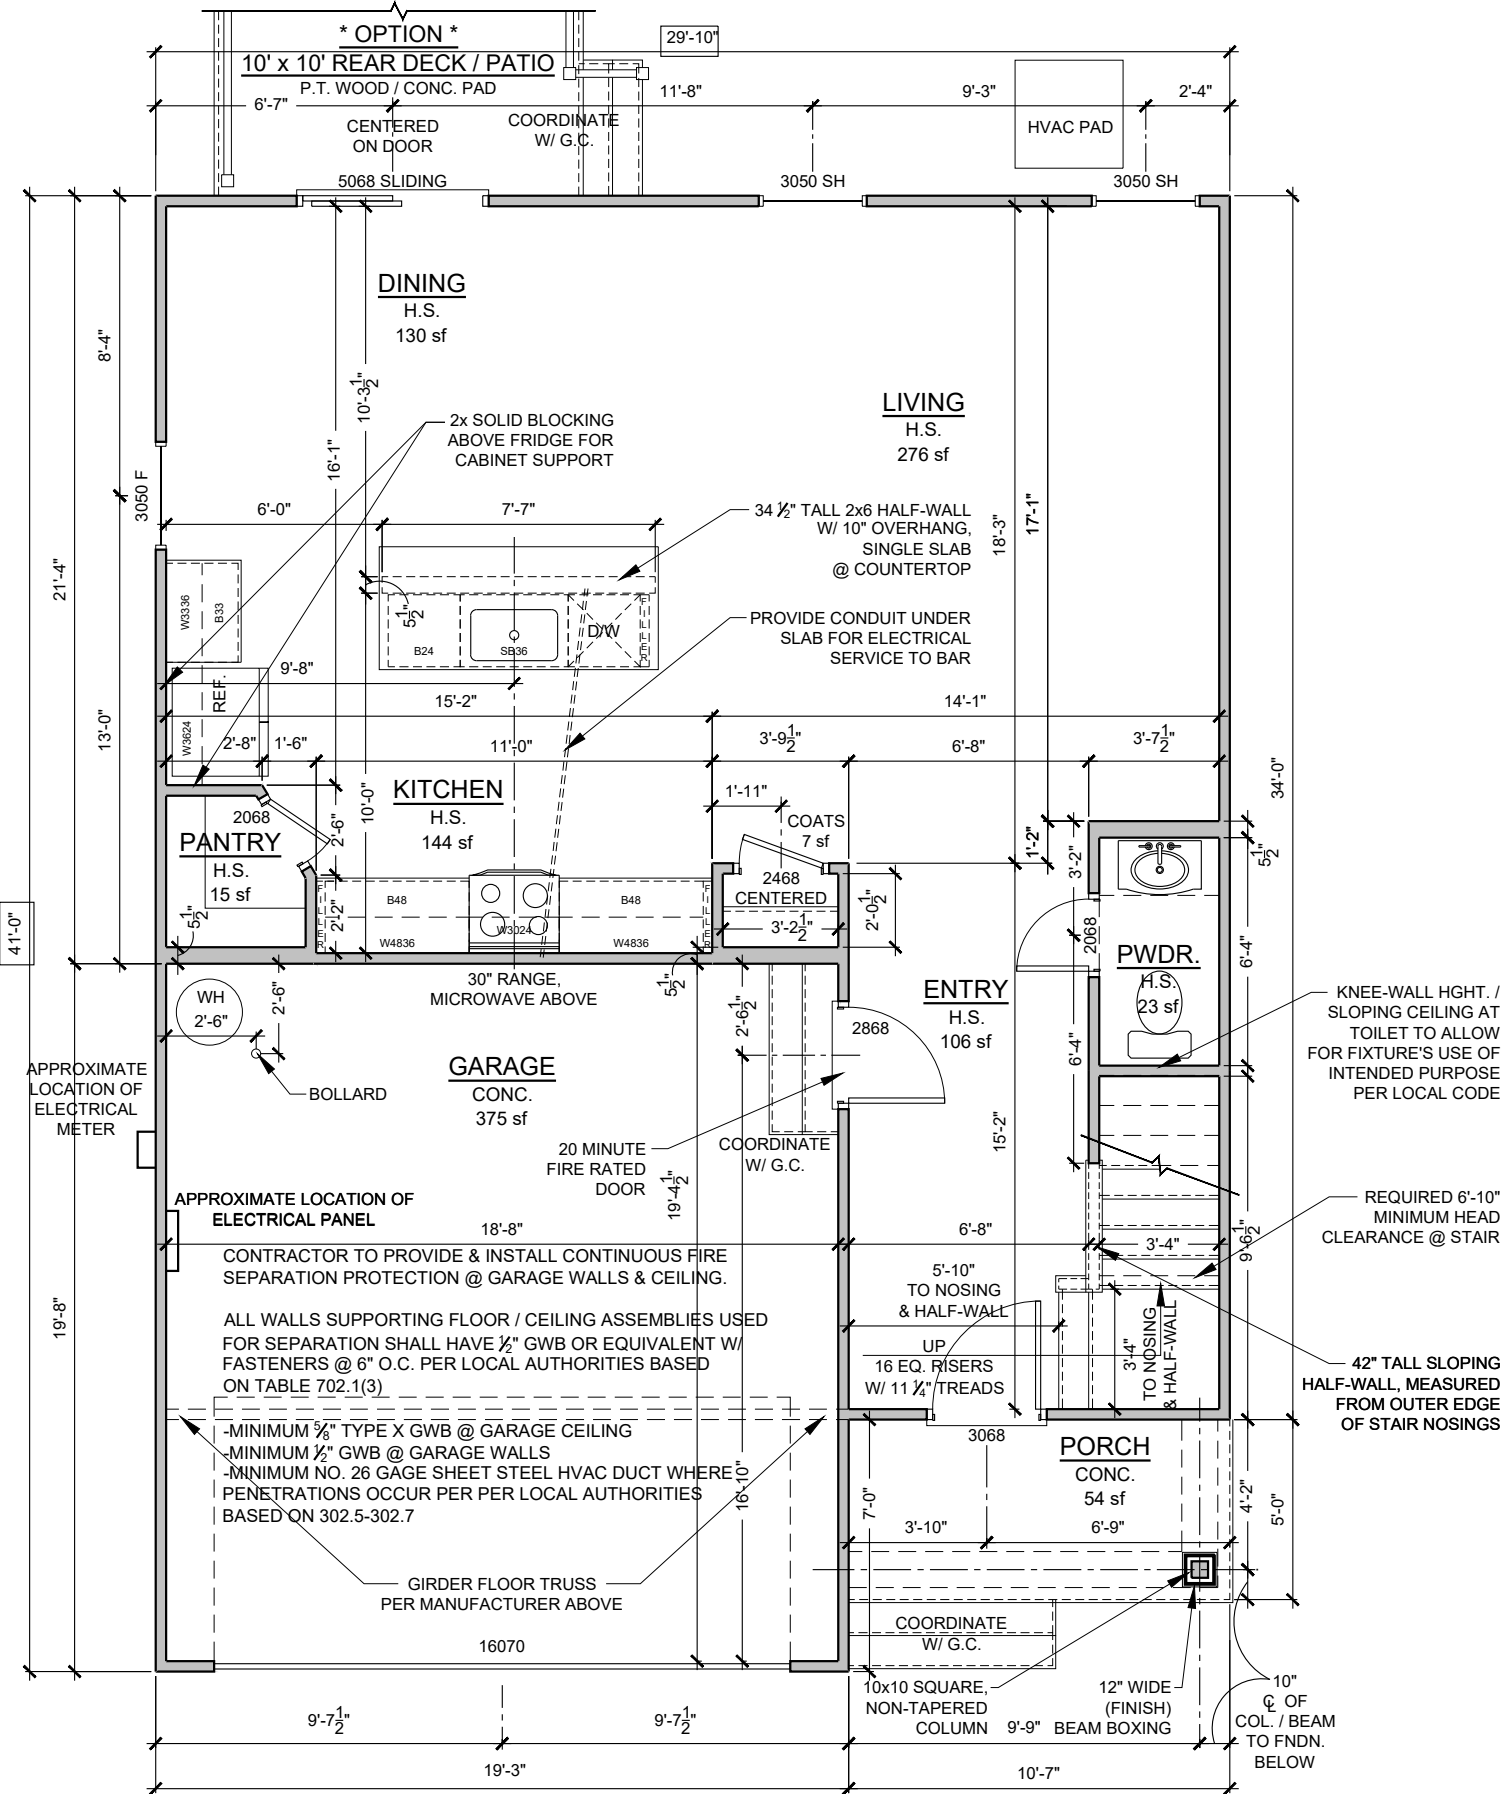 * OPTION *
10' x 10' REAR DECK / PATIO
P.T. WOOD / CONC. PAD
29'-10"
6'-7"
11'-8"
9'-3"
2'-4"
CENTERED
ON DOOR
COORDINATE
W/ G.C.
HVAC PAD
5068 SLIDING
3050 SH
3050 SH
DINING
H.S.
130 sf
8'-4"
10'-3 1/2"
16'-1"
2x SOLID BLOCKING
ABOVE FRIDGE FOR
CABINET SUPPORT
LIVING
H.S.
276 sf
3050 F
6'-0"
7'-7"
34 1/2" TALL 2x6 HALF-WALL
W/ 10" OVERHANG,
SINGLE SLAB
@ COUNTERTOP
18'-3"
17'-1"
21'-4"
W3336
B33
5 1/2"
B24
SB36
D/W
FILLER
PROVIDE CONDUIT UNDER
SLAB FOR ELECTRICAL
SERVICE TO BAR
9'-8"
REF.
W3624
15'-2"
14'-1"
13'-0"
2'-8"
1'-6"
11'-0"
3'-9 1/2"
6'-8"
3'-7 1/2"
34'-0"
KITCHEN
H.S.
144 sf
10'-0"
2'-6"
2'-2"
1'-11"
COATS
7 sf
2468
CENTERED
3'-2 1/2"
2'-0 1/2"
1'-2"
3'-2"
5 1/2"
2068
PANTRY
H.S.
15 sf
5 1/2"
FILLER
B48
W4836
W3024
B48
W4836
FILLER
41'-0"
2068
PWDR.
H.S.
23 sf
6'-4"
30" RANGE,
MICROWAVE ABOVE
5 1/2"
2'-6 1/2"
WH
2'-6"
2'-6"
ENTRY
H.S.
106 sf
2868
6'-4"
KNEE-WALL HGHT. /
SLOPING CEILING AT
TOILET TO ALLOW
FOR FIXTURE'S USE OF
INTENDED PURPOSE
PER LOCAL CODE
APPROXIMATE
LOCATION OF
ELECTRICAL
METER
BOLLARD
GARAGE
CONC.
375 sf
20 MINUTE
FIRE RATED
DOOR
COORDINATE
W/ G.C.
15'-2"
19'-4 1/2"
APPROXIMATE LOCATION OF
ELECTRICAL PANEL
18'-8"
6'-8"
3'-4"
9'-6 1/2"
REQUIRED 6'-10"
MINIMUM HEAD
CLEARANCE @ STAIR
CONTRACTOR TO PROVIDE & INSTALL CONTINUOUS FIRE
SEPARATION PROTECTION @ GARAGE WALLS & CEILING.
5'-10"
TO NOSING
& HALF-WALL
3'-4"
TO NOSING
& HALF-WALL
19'-8"
ALL WALLS SUPPORTING FLOOR / CEILING ASSEMBLIES USED
FOR SEPARATION SHALL HAVE 1/2" GWB OR EQUIVALENT W/
FASTENERS @ 6" O.C. PER LOCAL AUTHORITIES BASED
ON TABLE 702.1(3)
UP
16 EQ. RISERS
W/ 11 1/4" TREADS
42" TALL SLOPING
HALF-WALL, MEASURED
FROM OUTER EDGE
OF STAIR NOSINGS
-MINIMUM 5/8" TYPE X GWB @ GARAGE CEILING
-MINIMUM 1/2" GWB @ GARAGE WALLS
-MINIMUM NO. 26 GAGE SHEET STEEL HVAC DUCT WHERE
PENETRATIONS OCCUR PER PER LOCAL AUTHORITIES
BASED ON 302.5-302.7
16'-10"
3068
PORCH
CONC.
54 sf
7'-0"
4'-2"
5'-0"
3'-10"
6'-9"
GIRDER FLOOR TRUSS
PER MANUFACTURER ABOVE
16070
COORDINATE
W/ G.C.
10x10 SQUARE,
NON-TAPERED
COLUMN
12" WIDE
(FINISH)
BEAM BOXING
10"
CL OF
COL. / BEAM
TO FNDN.
BELOW
9'-7 1/2"
9'-7 1/2"
9'-9"
19'-3"
10'-7"